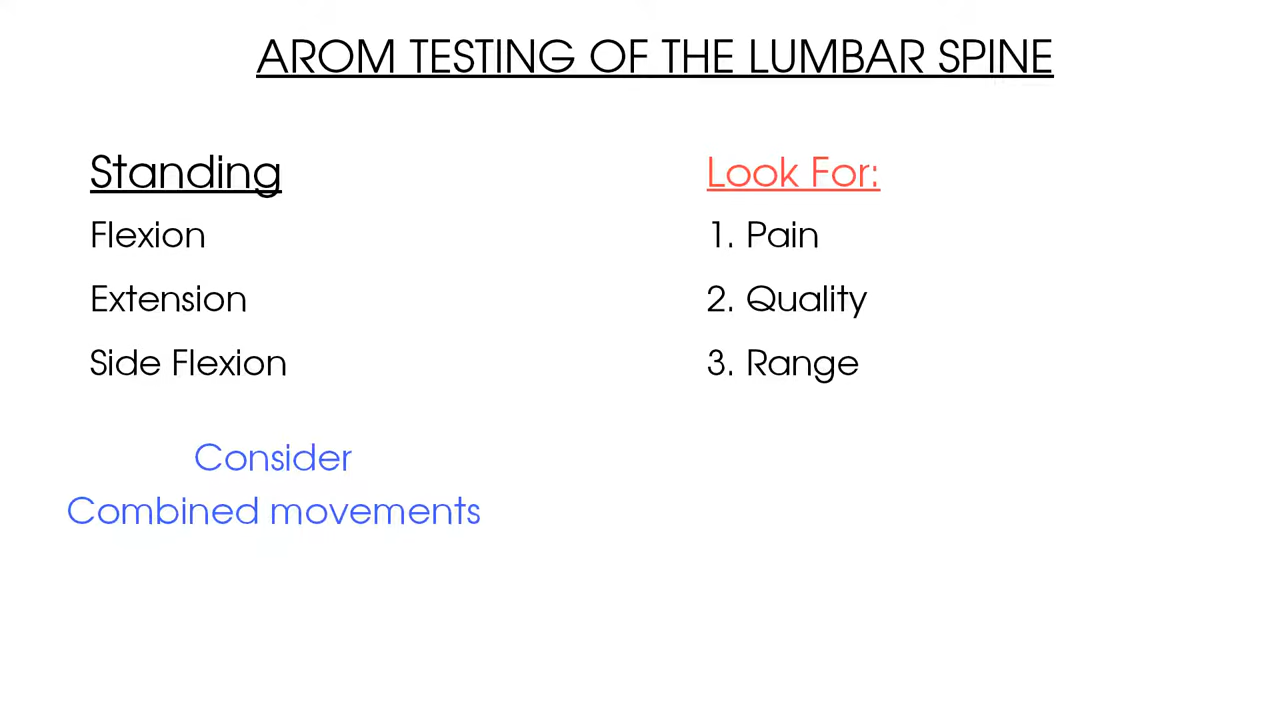 AROM TESTING OF THE LUMBAR SPINE
Standing
Flexion
Extension
Side Flexion
Consider
Combined movements
Look For:
1. Pain
2. Quality
3. Range